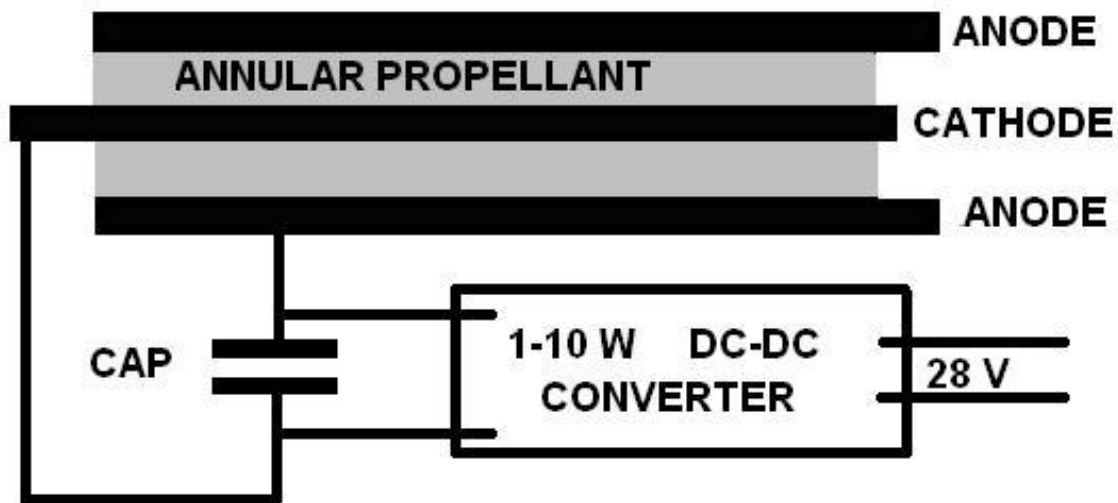 ANODE
ANNULAR PROPELLANT
CATHODE
ANODE
CAP
1-10 W DC-DC
CONVERTER
28 V